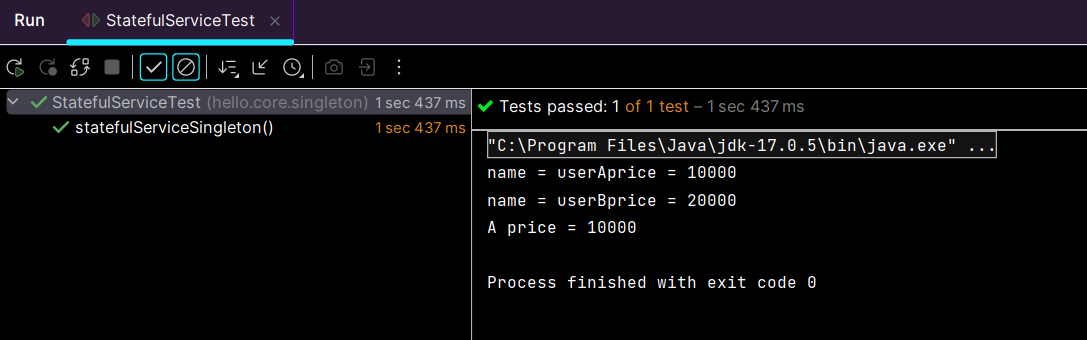 Run StatefulServiceTest ×
StatefulServiceTest (hello.core.singleton) 1 sec 437 ms
statefulServiceSingleton() 1 sec 437 ms
Tests passed: 1 of 1 test – 1 sec 437 ms
"C:\Program Files\Java\jdk-17.0.5\bin\java.exe" ...
name = userAprice = 10000
name = userBprice = 20000
A price = 10000
Process finished with exit code 0